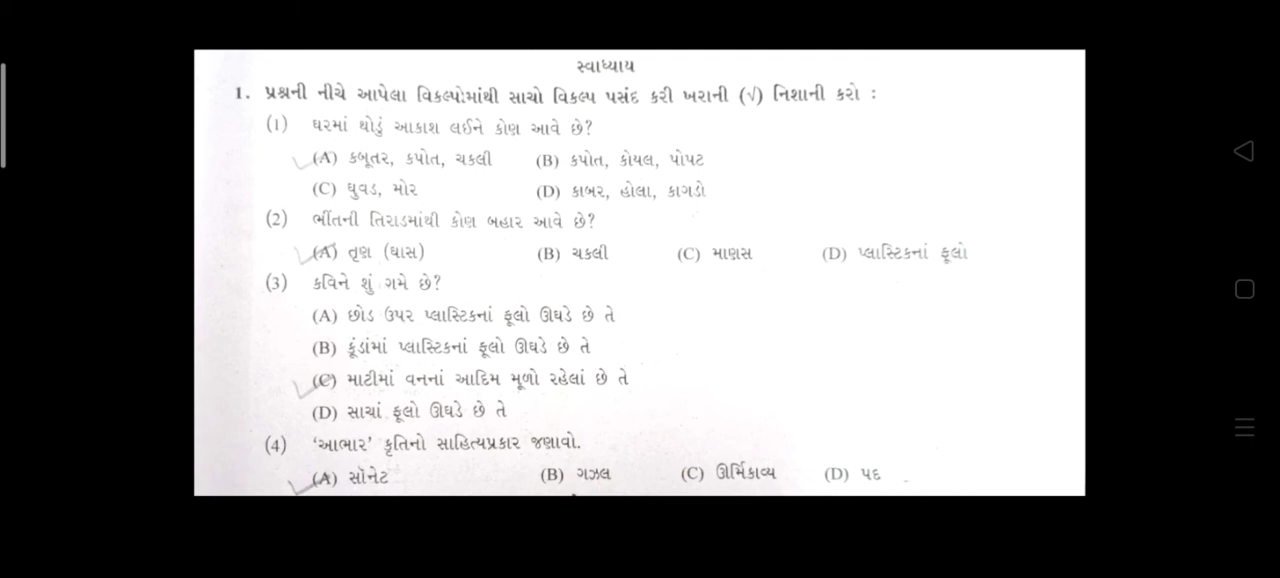 સ્વાધ્યાય
1. પ્રશ્નની નીચે આપેલા વિકલ્પોમાંથી સાચો વિકલ્પ પસંદ કરી ખરાની (√) નિશાની કરો :
(1) ઘરમાં થોડું આકાશ લઈને કોણ આવે છે?
(A) કબૂતર, કપોત, ચકલી (B) કપોત, કોયલ, પોપટ
(C) ઘુવડ, મોર (D) કાબર, હોલા, કાગડો
(2) ભીંતની તિરાડમાંથી કોણ બહાર આવે છે?
(A) તૃણ (ઘાસ) (B) ચકલી (C) માણસ (D) પ્લાસ્ટિકનાં ફૂલો
(3) કવિને શું ગમે છે?
(A) છોડ ઉપર પ્લાસ્ટિકનાં ફૂલો ઊઘડે છે તે
(B) કૂંડાંમાં પ્લાસ્ટિકનાં ફૂલો ઊઘડે છે તે
(C) માટીમાં વનનાં આદિમ મૂળો રહેલાં છે તે
(D) સાચાં ફૂલો ઊઘડે છે તે
(4) ‘આભાર’ કૃતિનો સાહિત્યપ્રકાર જણાવો.
(A) સૉનેટ (B) ગઝલ (C) ઊર્મિકાવ્ય (D) પદ